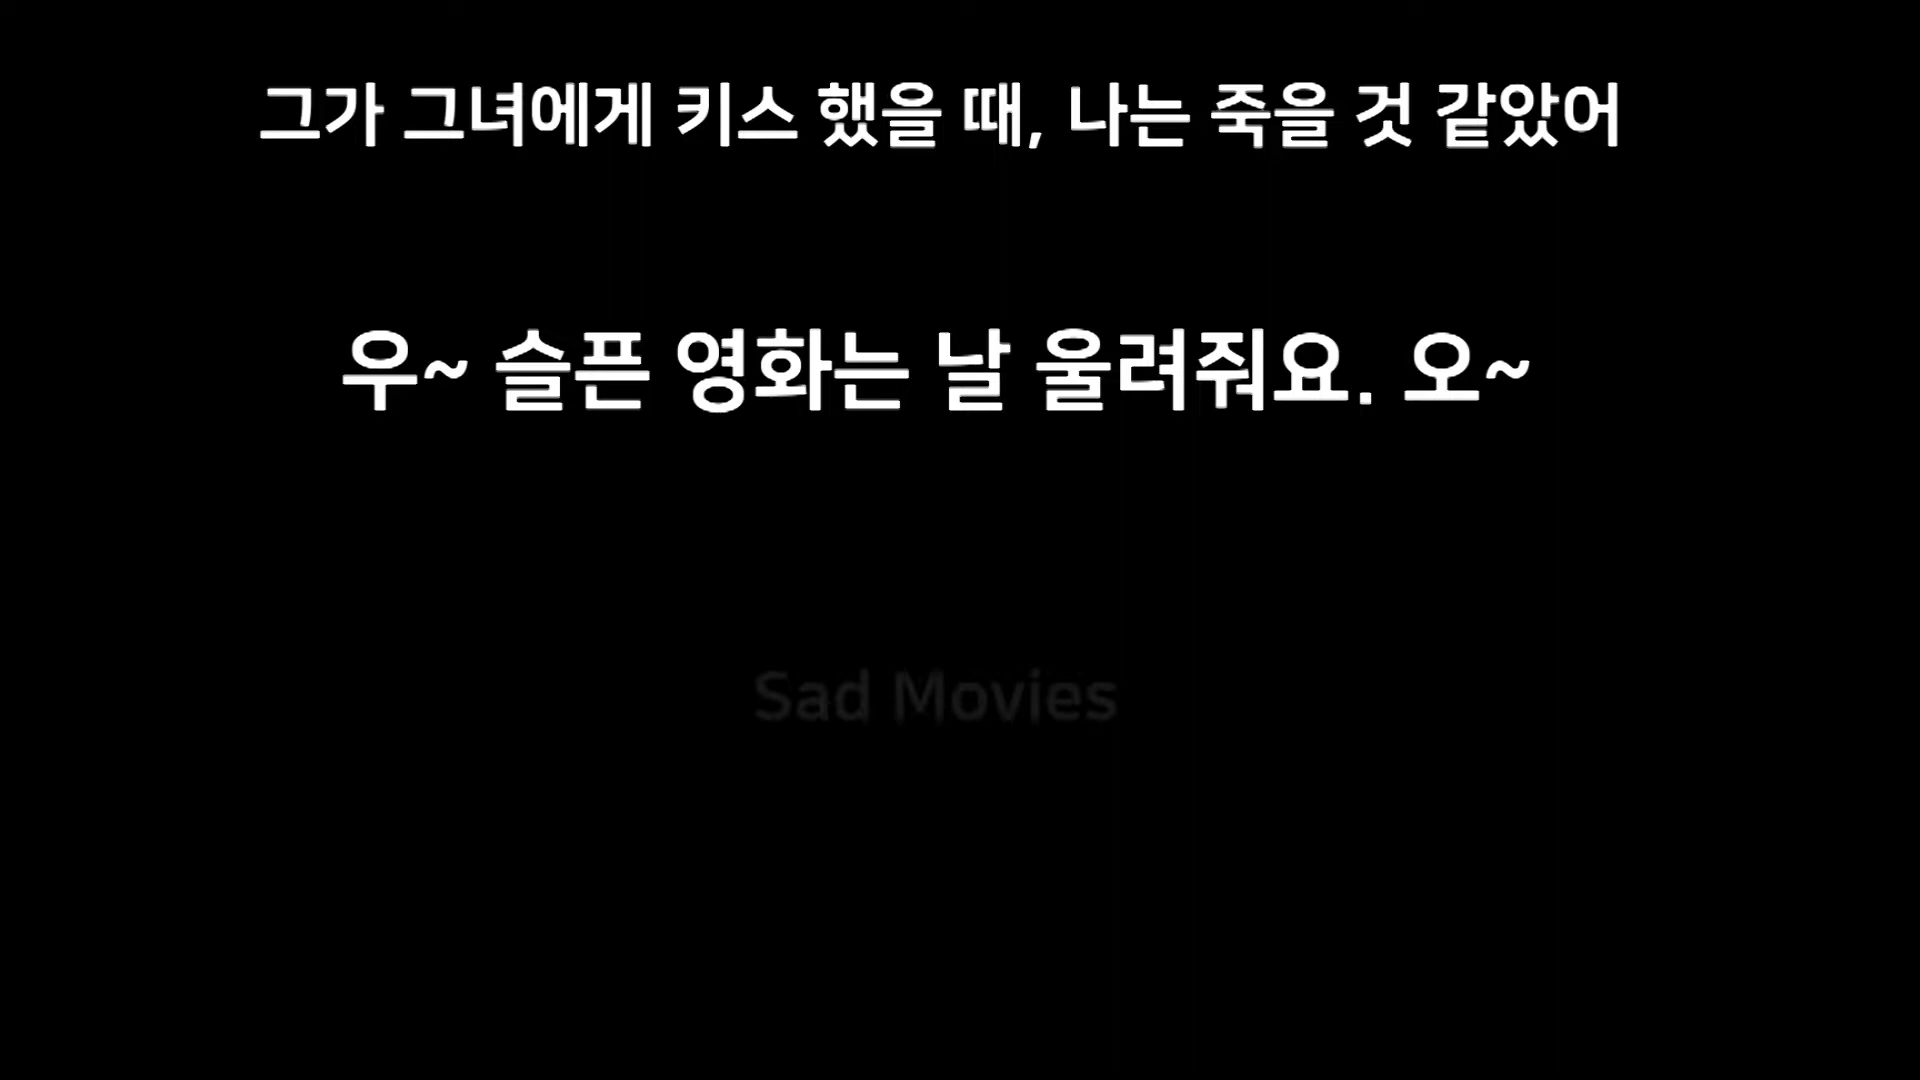 그가 그녀에게 키스 했을 때, 나는 죽을 것 같았어
우~ 슬픈 영화는 날 울려줘요. 오~
Sad Movies